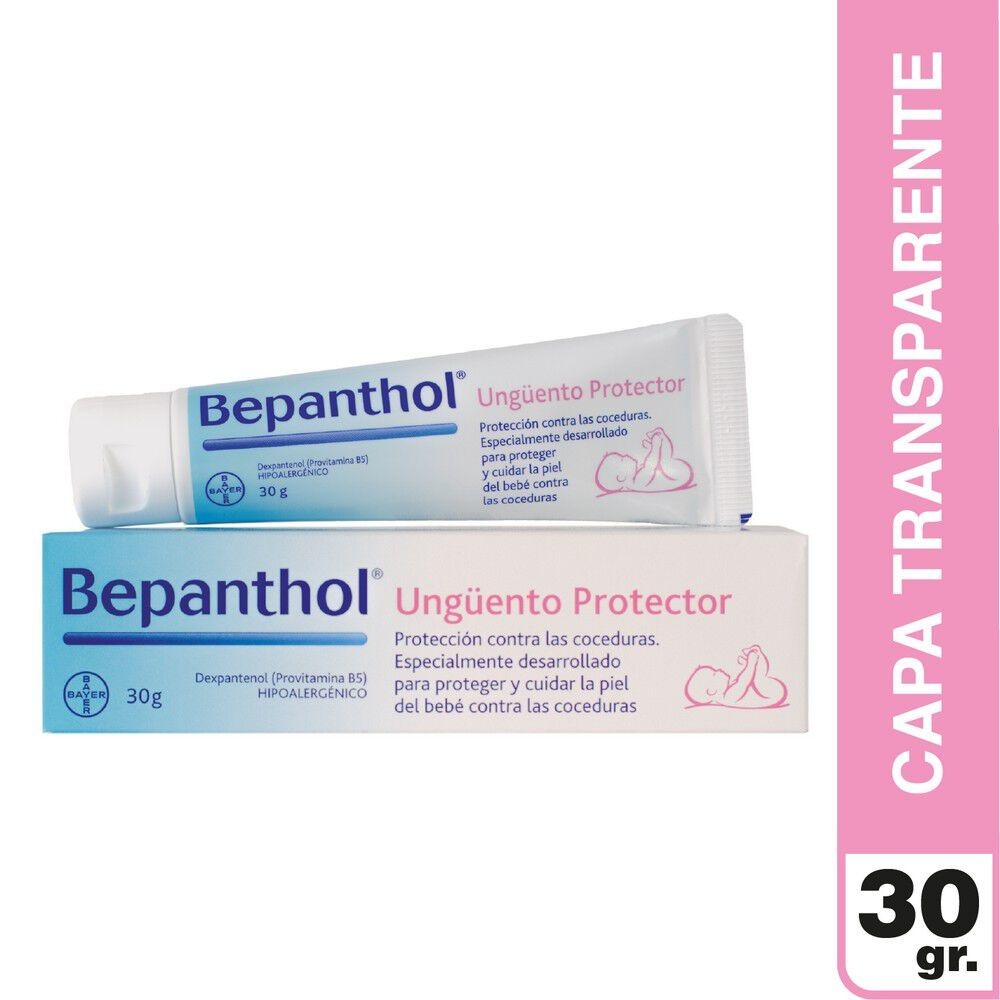 Bepanthol®
Ungüento Protector
Protección contra las coceduras.
Especialmente desarrollado
para proteger
y cuidar la piel
del bebé contra
las coceduras
Dexpantenol (Provitamina B5)
HIPOALERGÉNICO
BAYER
BAYER
30 g
Bepanthol®
Ungüento Protector
Protección contra las coceduras.
Especialmente desarrollado
para proteger y cuidar la piel
del bebé contra las coceduras
Dexpantenol (Provitamina B5)
HIPOALERGÉNICO
BAYER
BAYER
30g
CAPA TRANSPARENTE
30
gr.